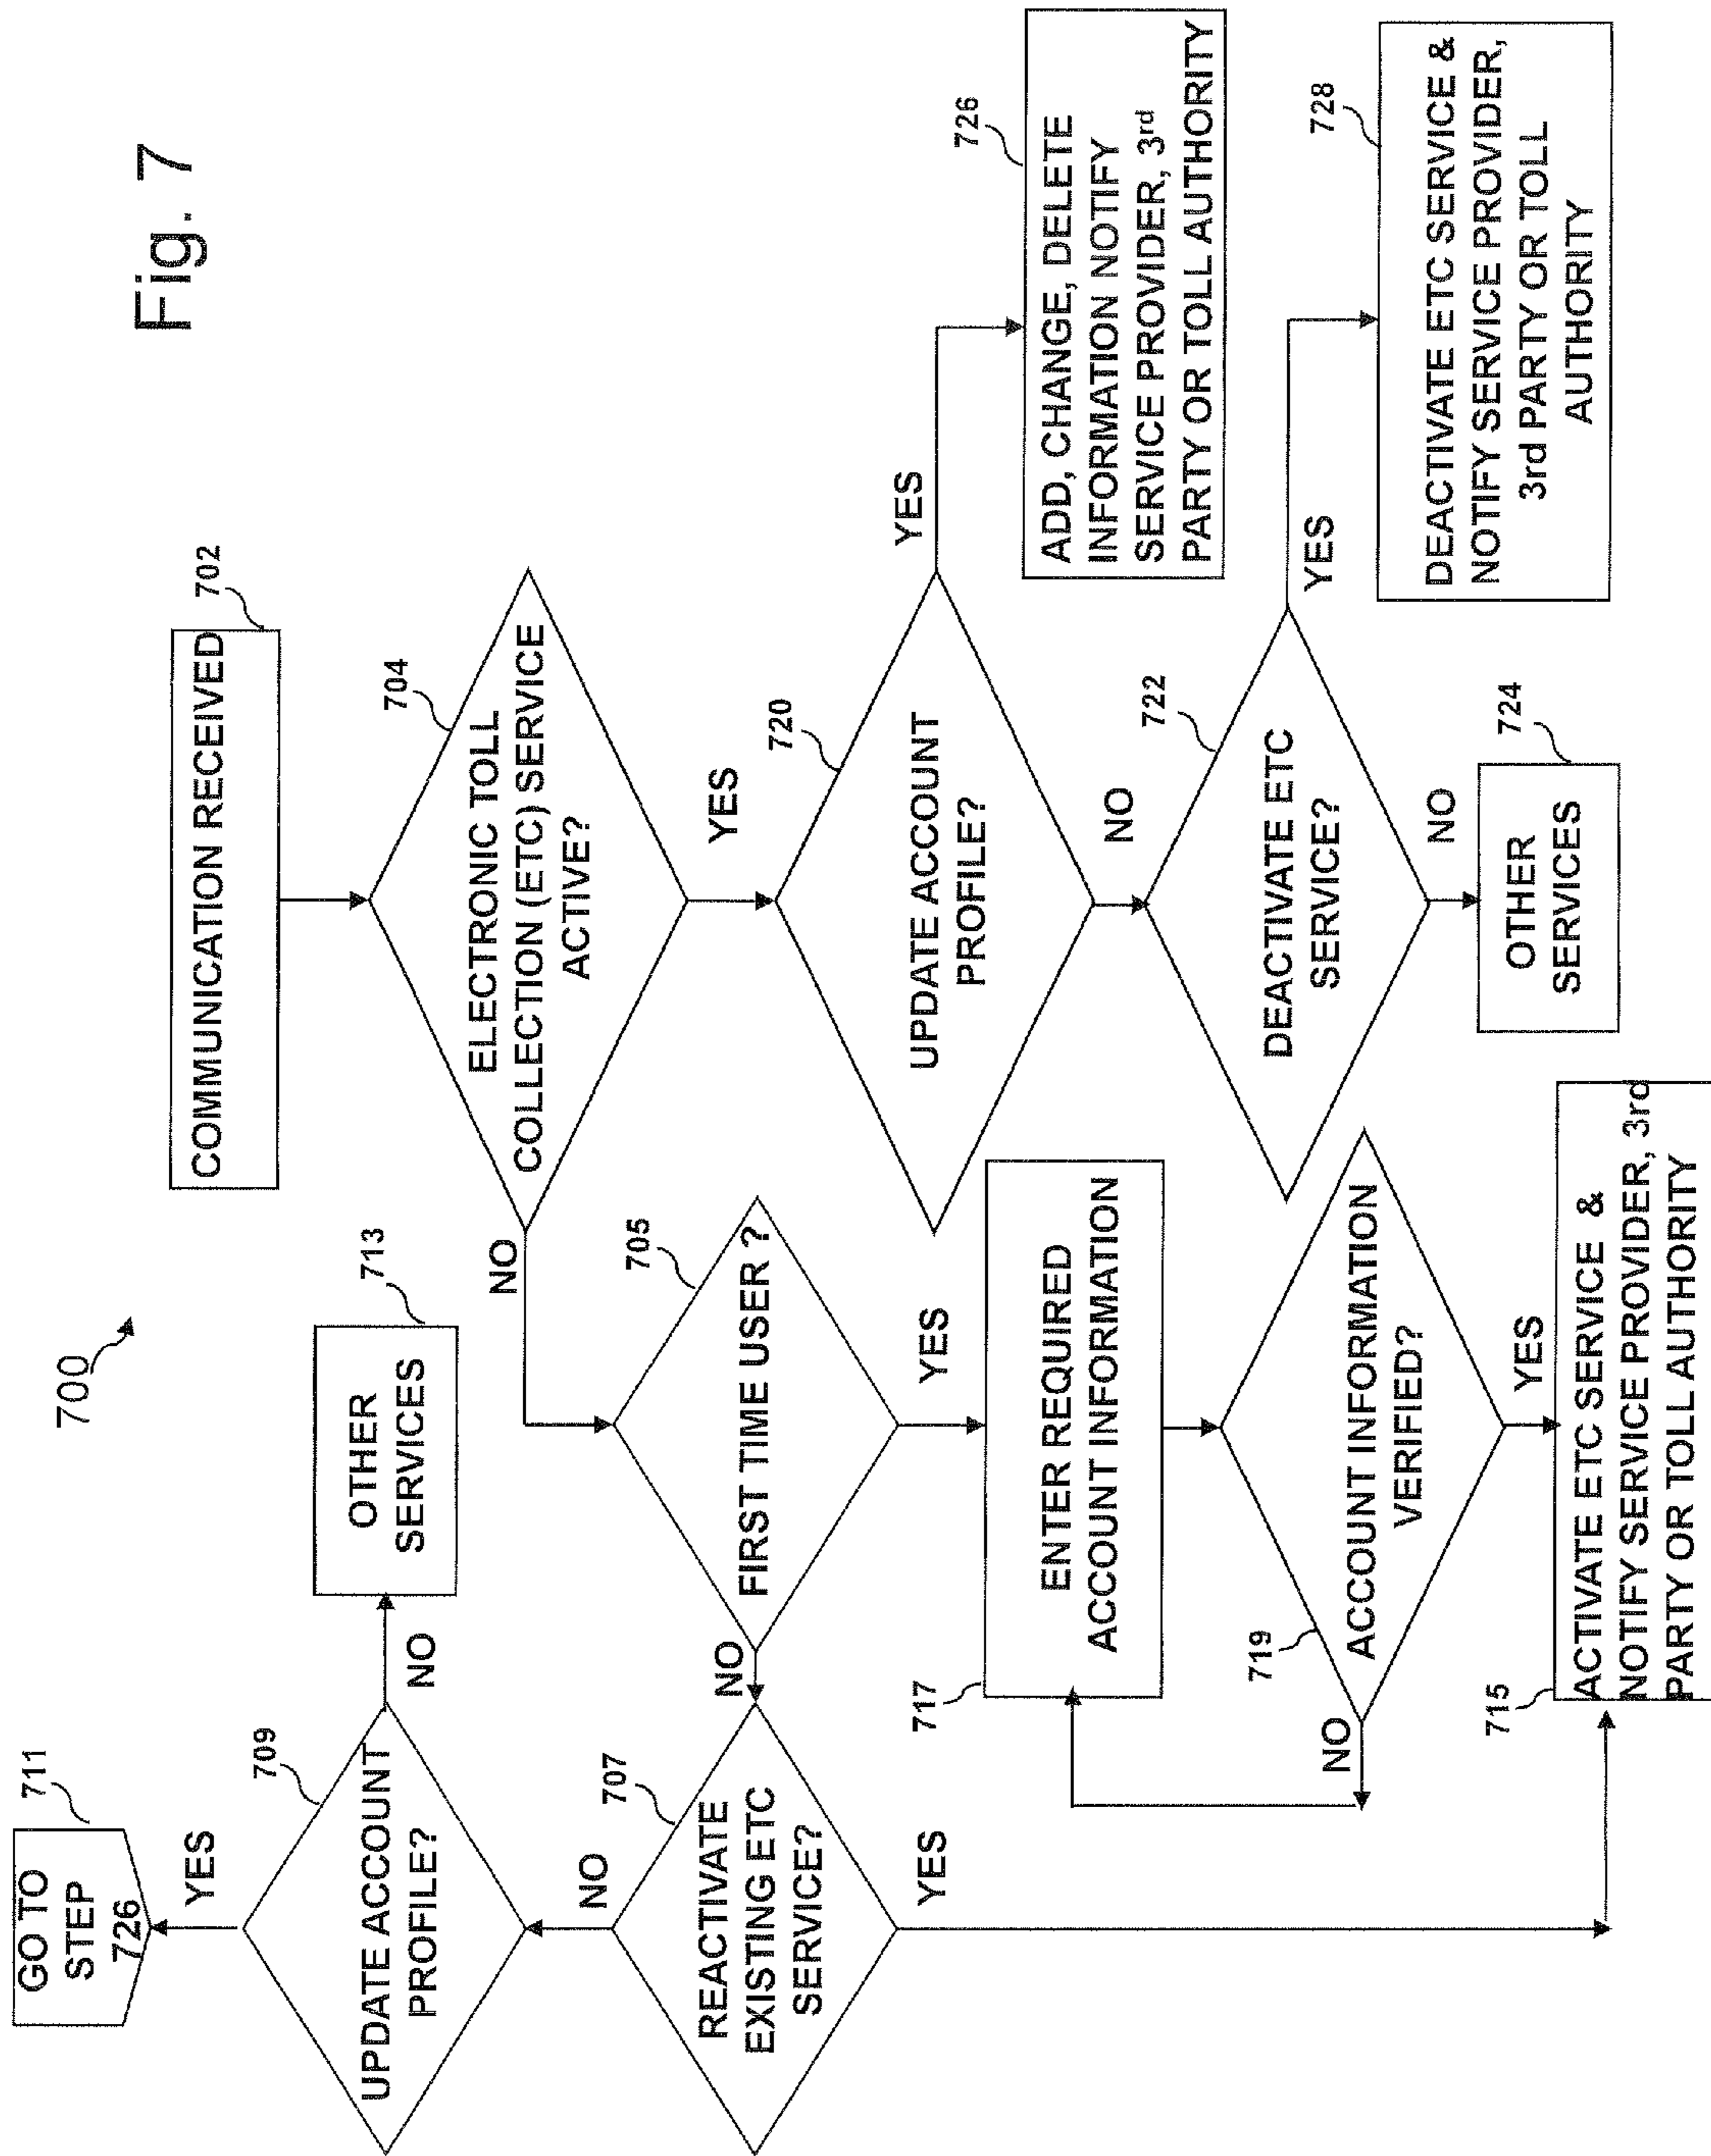 Fig. 7
700
COMMUNICATION RECEIVED
702
ELECTRONIC TOLL
COLLECTION (ETC) SERVICE
ACTIVE?
704
NO
YES
GO TO
STEP
726
711
YES
UPDATE ACCOUNT
PROFILE?
709
NO
OTHER
SERVICES
713
NO
REACTIVATE
EXISTING ETC
SERVICE?
707
YES
NO
FIRST TIME USER ?
705
YES
ENTER REQUIRED
ACCOUNT INFORMATION
717
ACCOUNT INFORMATION
VERIFIED?
719
NO
YES
ACTIVATE ETC SERVICE &
NOTIFY SERVICE PROVIDER, 3rd
PARTY OR TOLL AUTHORITY
715
UPDATE ACCOUNT
PROFILE?
720
YES
NO
ADD, CHANGE, DELETE
INFORMATION NOTIFY
SERVICE PROVIDER, 3rd
PARTY OR TOLL AUTHORITY
726
DEACTIVATE ETC
SERVICE?
722
YES
NO
DEACTIVATE ETC SERVICE &
NOTIFY SERVICE PROVIDER,
3rd PARTY OR TOLL
AUTHORITY
728
OTHER
SERVICES
724